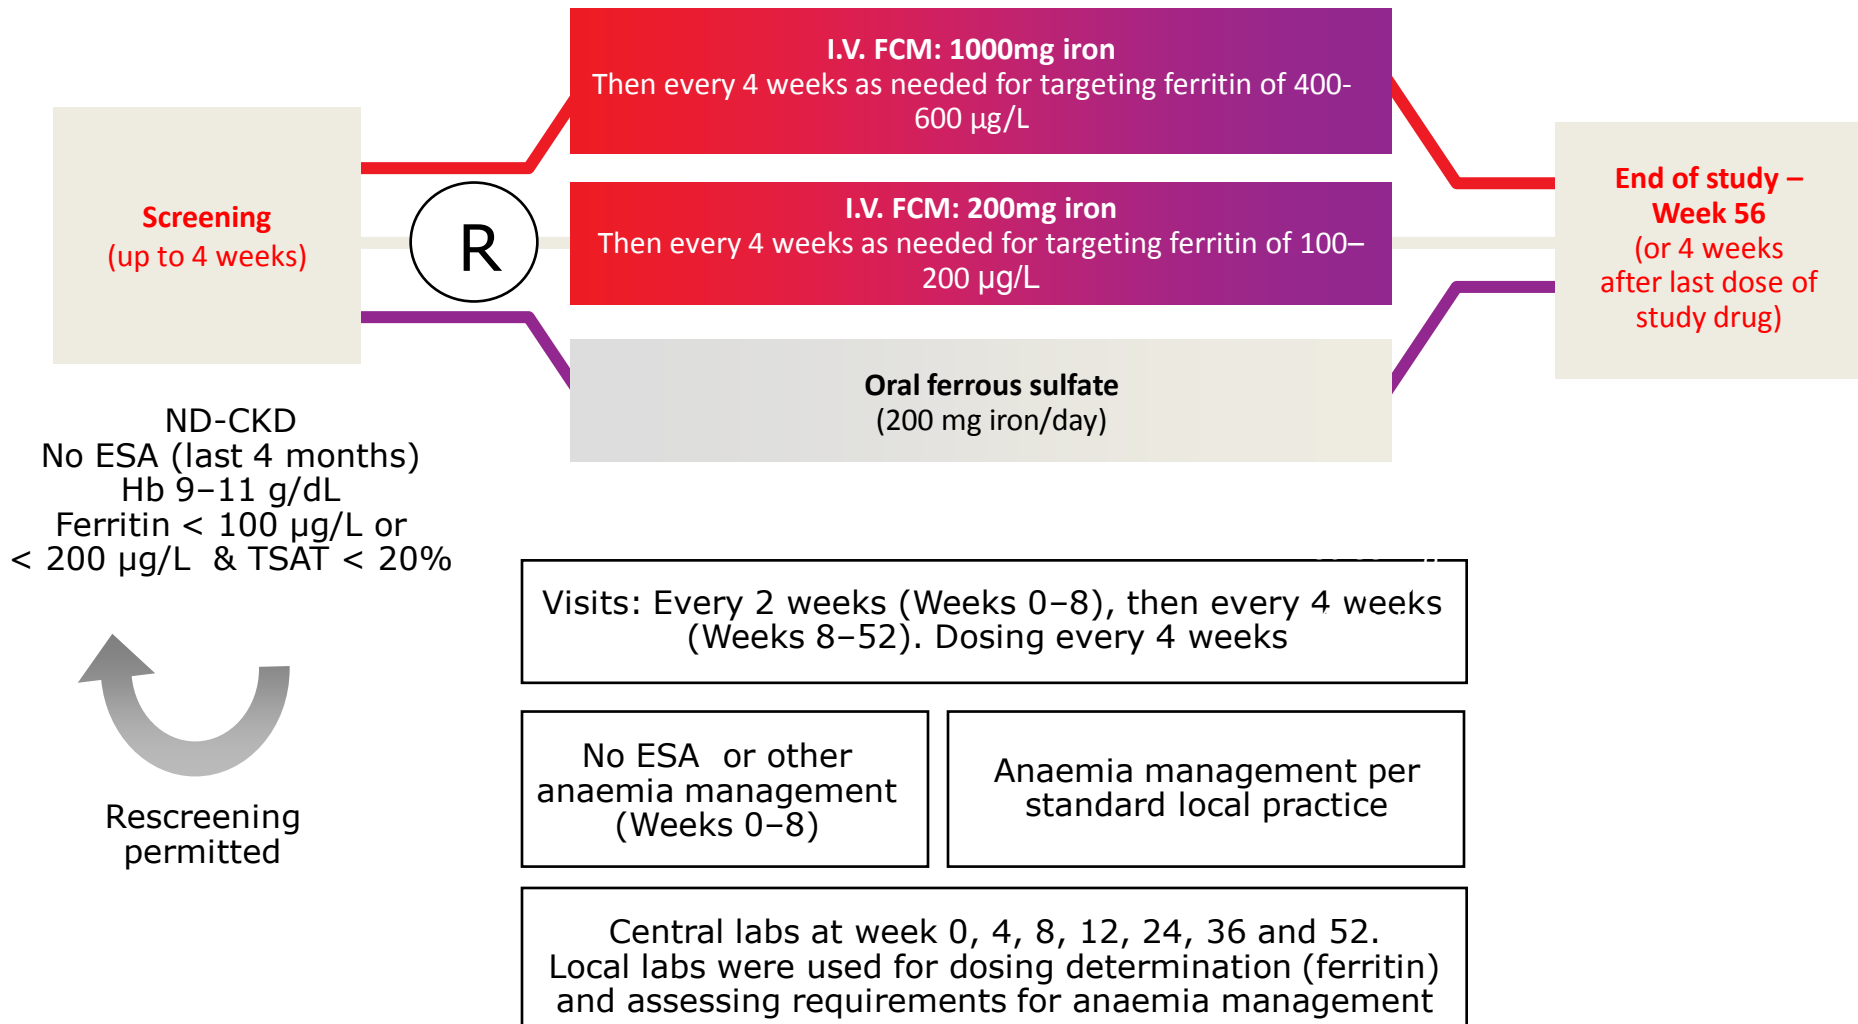 Screening
(up to 4 weeks)
R
I.V. FCM: 1000mg iron
Then every 4 weeks as needed for targeting ferritin of 400-
600 µg/L
I.V. FCM: 200mg iron
Then every 4 weeks as needed for targeting ferritin of 100–
200 µg/L
Oral ferrous sulfate
(200 mg iron/day)
End of study –
Week 56
(or 4 weeks
after last dose of
study drug)
ND-CKD
No ESA (last 4 months)
Hb 9–11 g/dL
Ferritin < 100 µg/L or
< 200 µg/L & TSAT < 20%
Rescreening
permitted
Visits: Every 2 weeks (Weeks 0–8), then every 4 weeks
(Weeks 8–52). Dosing every 4 weeks
No ESA or other
anaemia management
(Weeks 0–8)
Anaemia management per
standard local practice
Central labs at week 0, 4, 8, 12, 24, 36 and 52.
Local labs were used for dosing determination (ferritin)
and assessing requirements for anaemia management